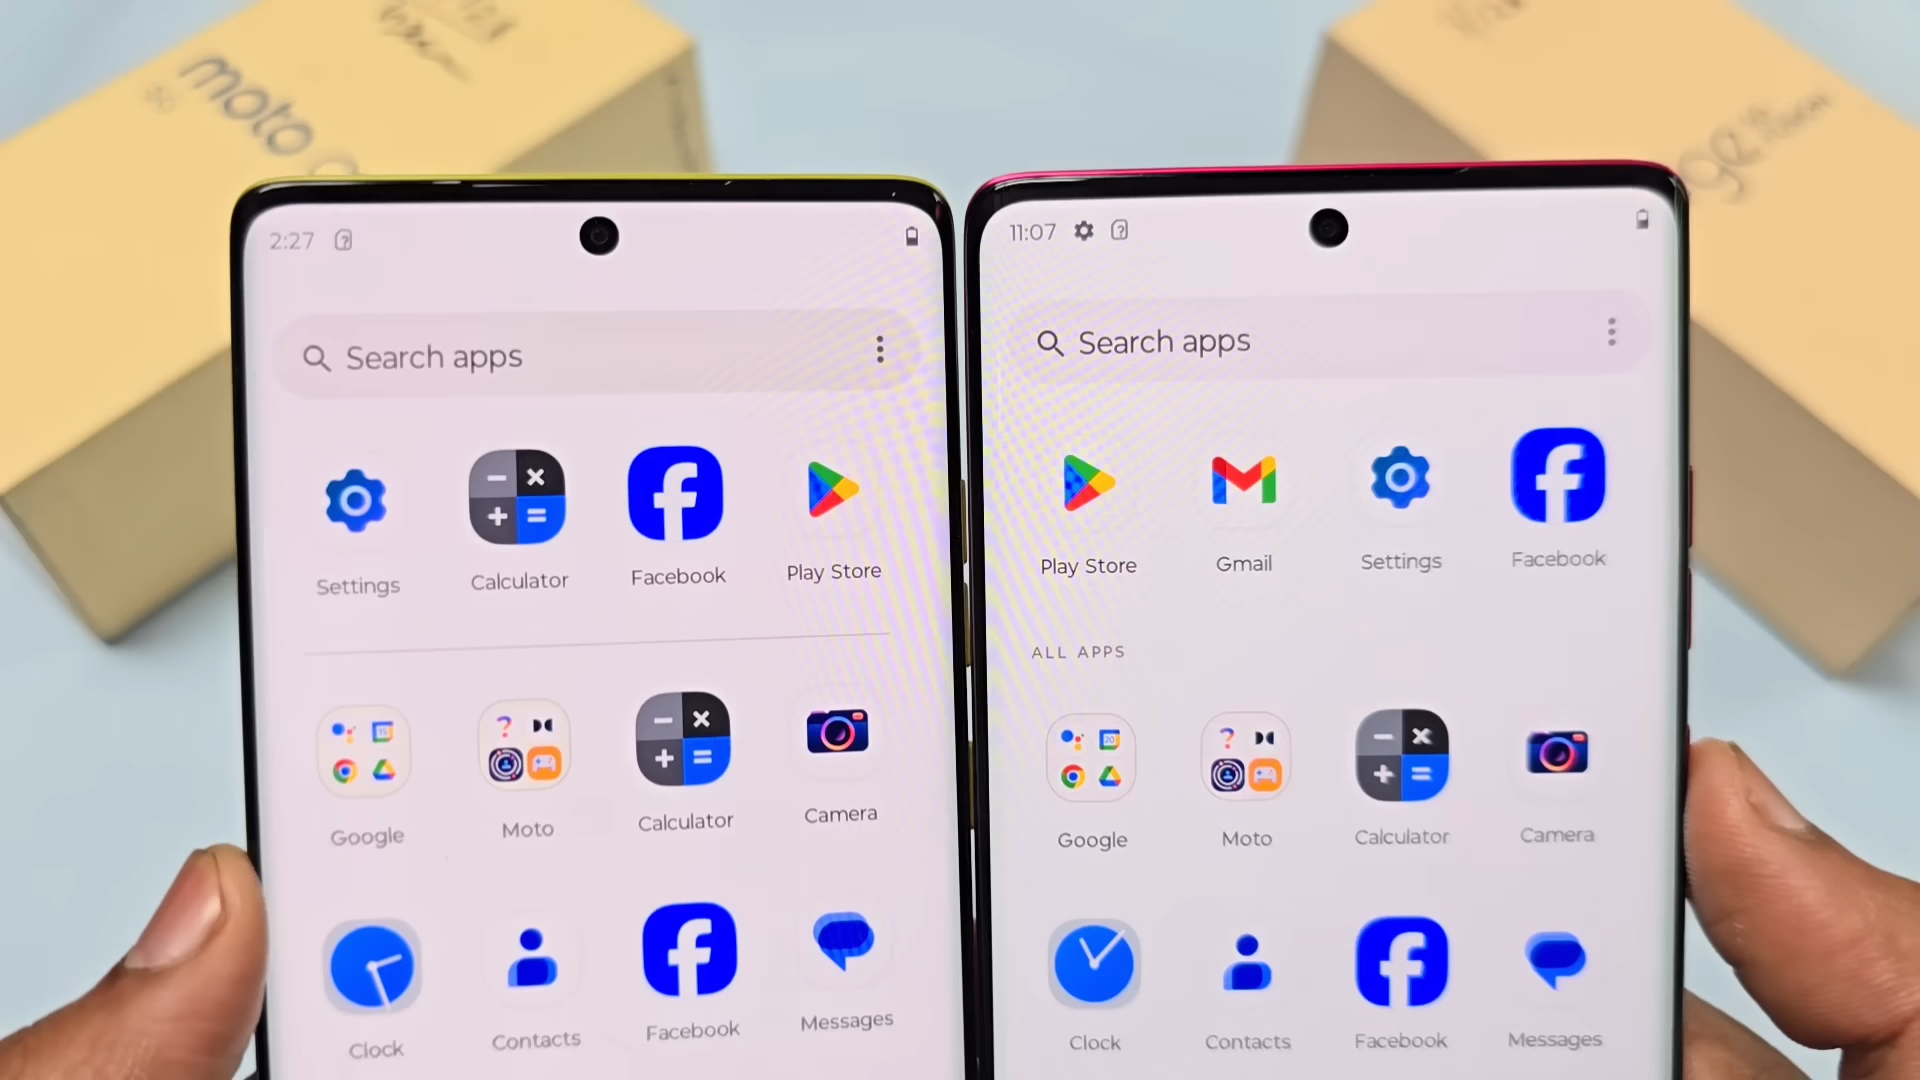 moto
2:27
Search apps
Settings
Calculator
Facebook
Play Store
Google
Moto
Calculator
Camera
Clock
Contacts
Facebook
Messages
11:07
Search apps
Play Store
Gmail
Settings
Facebook
ALL APPS
Google
Moto
Calculator
Camera
Clock
Contacts
Facebook
Messages